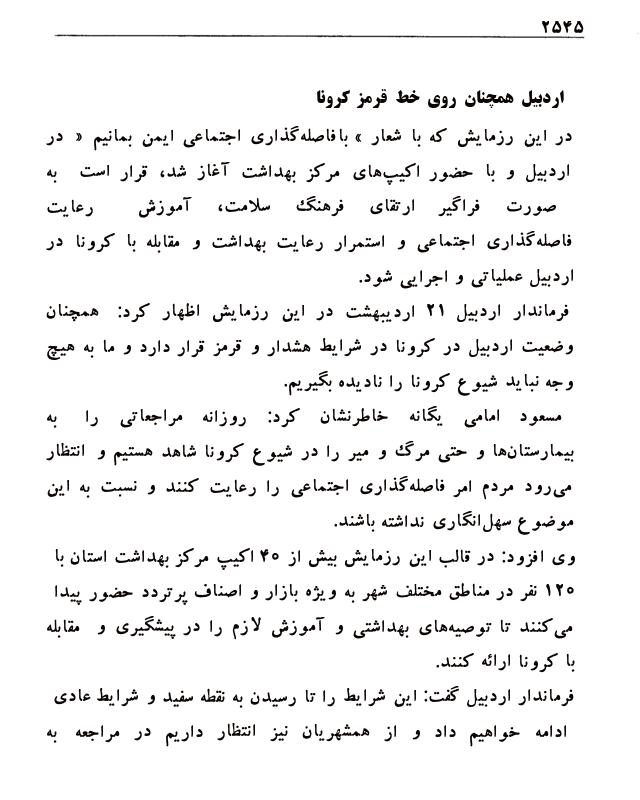 ۲۵۴۵
اردبیل همچنان روی خط قرمز کرونا
در این رزمایش که با شعار » بافاصله‌گذاری اجتماعی ایمن بمانیم « در
اردبیل و با حضور اکیپ‌های مرکز بهداشت آغاز شد، قرار است به
صورت فراگیر ارتقای فرهنگ سلامت، آموزش رعایت
فاصله‌گذاری اجتماعی و استمرار رعایت بهداشت و مقابله با کرونا در
اردبیل عملیاتی و اجرایی شود.
فرماندار اردبیل ۲۱ اردیبهشت در این رزمایش اظهار کرد: همچنان
وضعیت اردبیل در کرونا در شرایط هشدار و قرمز قرار دارد و ما به هیچ
وجه نباید شیوع کرونا را نادیده بگیریم.
مسعود امامی یگانه خاطرنشان کرد: روزانه مراجعاتی را به
بیمارستان‌ها و حتی مرگ و میر را در شیوع کرونا شاهد هستیم و انتظار
می‌رود مردم امر فاصله‌گذاری اجتماعی را رعایت کنند و نسبت به این
موضوع سهل‌انگاری نداشته باشند.
وی افزود: در قالب این رزمایش بیش از ۴۰ اکیپ مرکز بهداشت استان با
۱۲۰ نفر در مناطق مختلف شهر به ویژه بازار و اصناف پرتردد حضور پیدا
می‌کنند تا توصیه‌های بهداشتی و آموزش لازم را در پیشگیری و مقابله
با کرونا ارائه کنند.
فرماندار اردبیل گفت: این شرایط را تا رسیدن به نقطه سفید و شرایط عادی
ادامه خواهیم داد و از همشهریان نیز انتظار داریم در مراجعه به